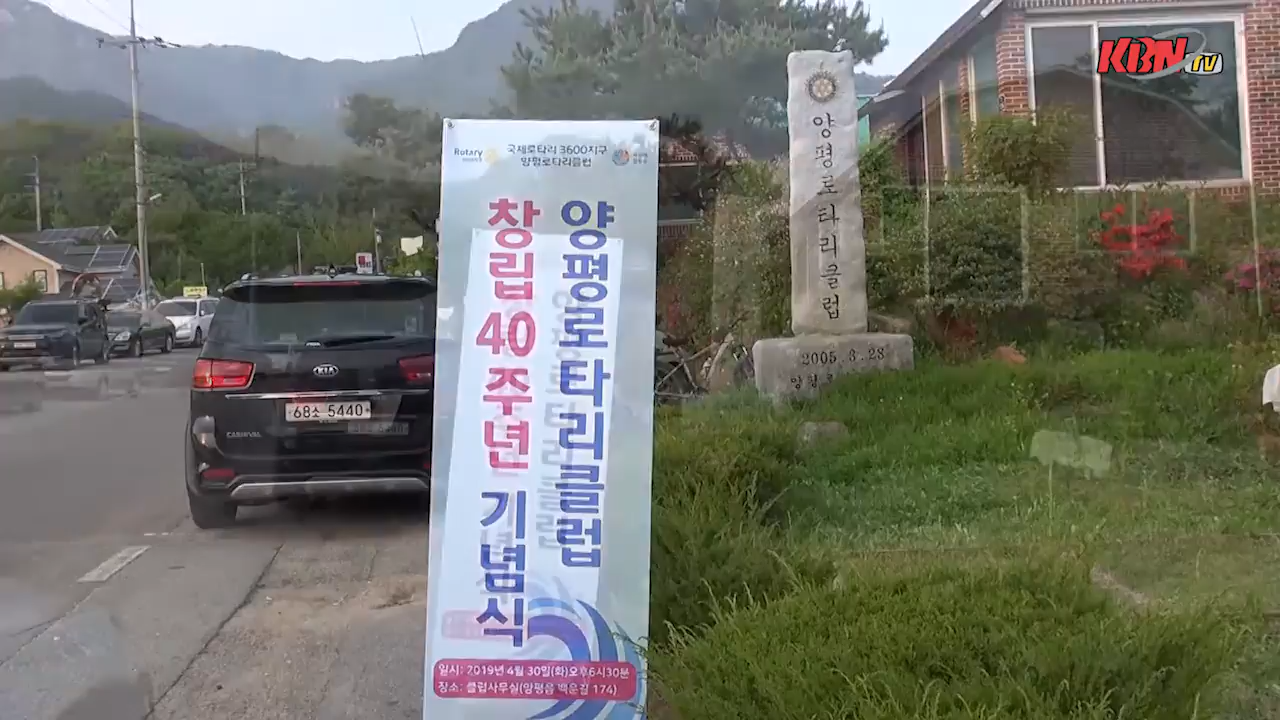 KBN TV
Rotary
국제로타리 3600지구
양평로타리클럽
양평로타리클럽
창립40주년 기념식
일시: 2019년 4월 30일(화)오후6시30분
장소: 클럽사무실(양평읍 백운길 174)
양평로타리클럽
2005.3.23
KIA
68소 5440
CARNIVAL